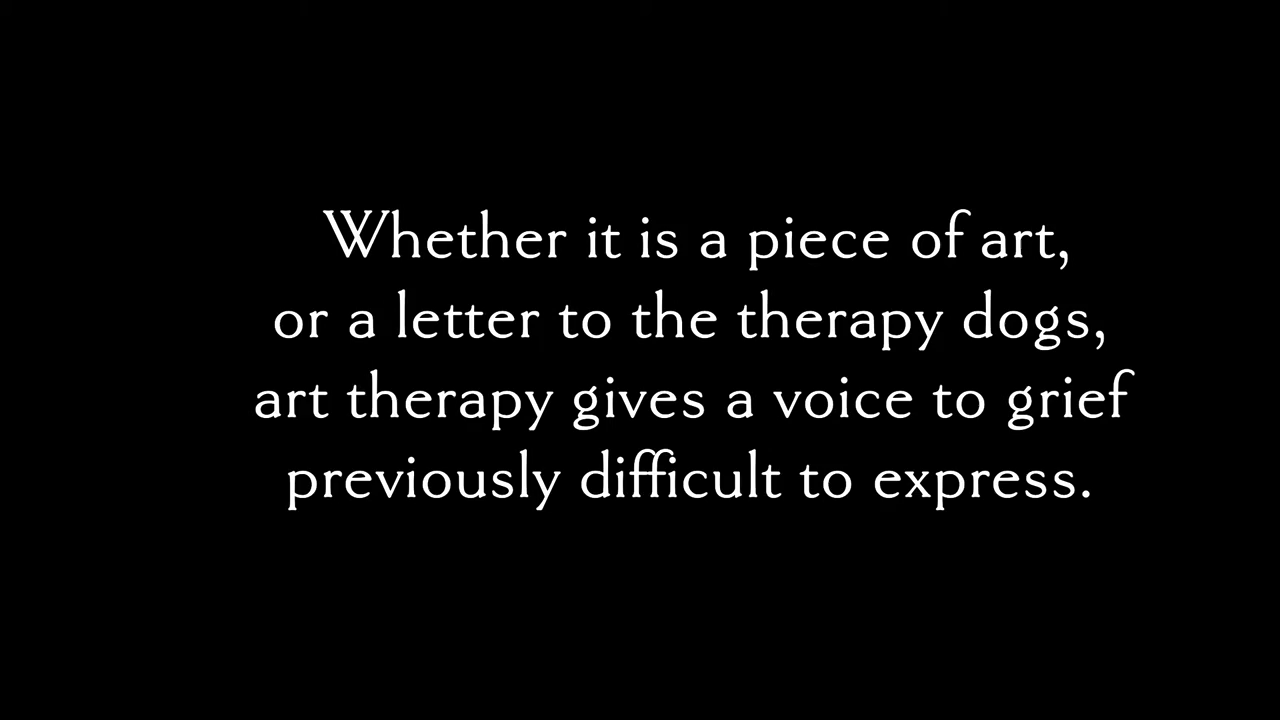 Whether it is a piece of art,
or a letter to the therapy dogs,
art therapy gives a voice to grief
previously difficult to express.